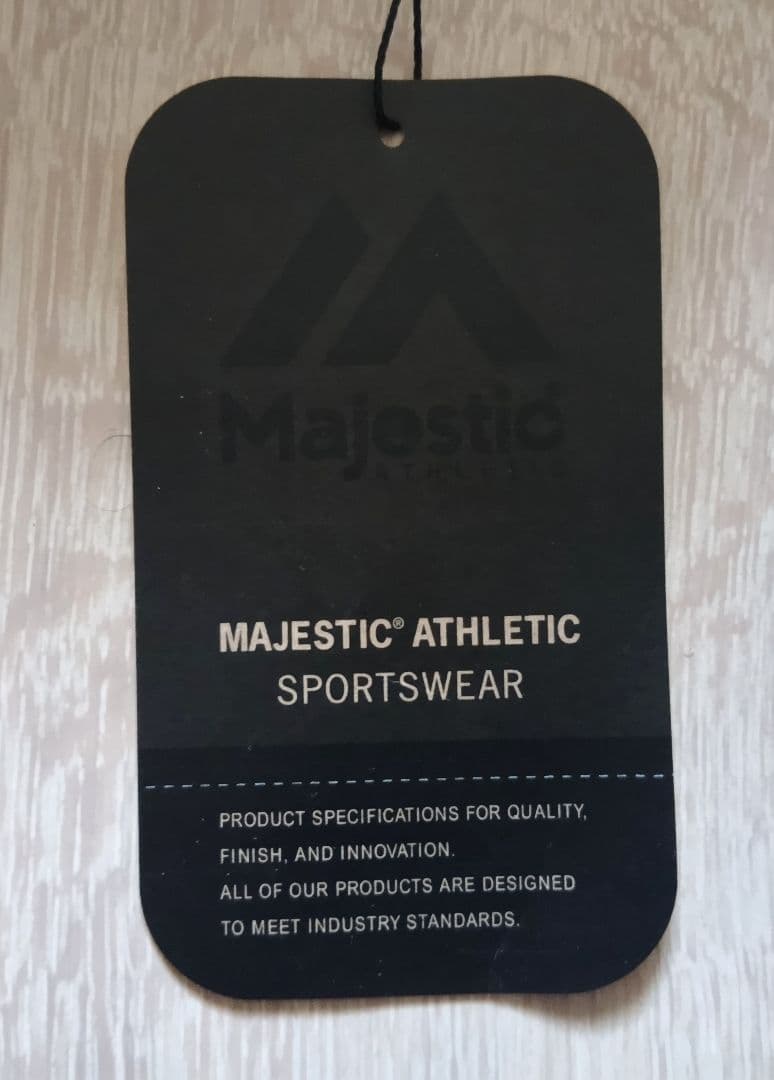 Majestic
ATHLETIC
MAJESTIC® ATHLETIC
SPORTSWEAR
PRODUCT SPECIFICATIONS FOR QUALITY,
FINISH, AND INNOVATION.
ALL OF OUR PRODUCTS ARE DESIGNED
TO MEET INDUSTRY STANDARDS.